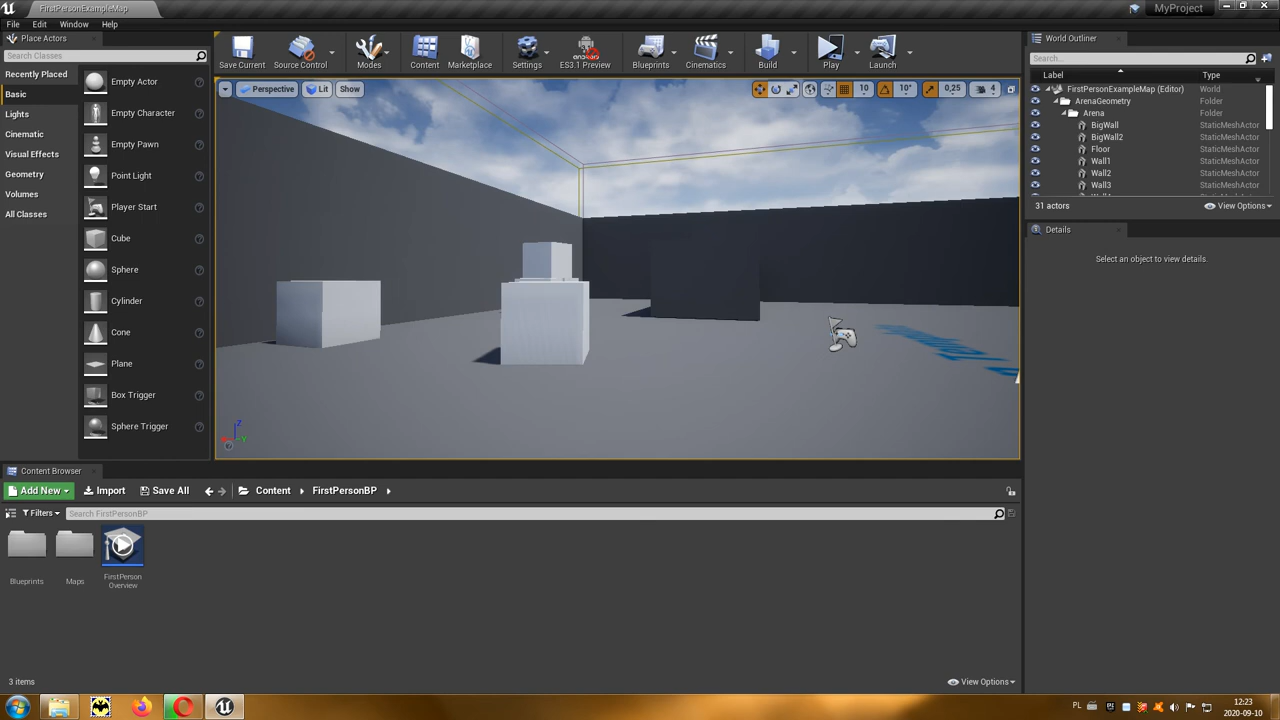 FirstPersonExampleMap
MyProject
File Edit Window Help
Place Actors
Search Classes
Recently Placed
Basic
Lights
Cinematic
Visual Effects
Geometry
Volumes
All Classes
Empty Actor
Empty Character
Empty Pawn
Point Light
Player Start
Cube
Sphere
Cylinder
Cone
Plane
Box Trigger
Sphere Trigger
Save Current
Source Control
Modes
Content
Marketplace
Settings
ES3.1 Preview
Blueprints
Cinematics
Build
Play
Launch
Perspective Lit Show
10 10° 0,25 4
Z
Y
World Outliner
Search...
Label Type
FirstPersonExampleMap (Editor) World
ArenaGeometry Folder
Arena Folder
BigWall StaticMeshActor
BigWall2 StaticMeshActor
Floor StaticMeshActor
Wall1 StaticMeshActor
Wall2 StaticMeshActor
Wall3 StaticMeshActor
31 actors View Options
Details
Select an object to view details.
Content Browser
Add New Import Save All Content FirstPersonBP
Filters Search FirstPersonBP
Blueprints
Maps
FirstPerson
Overview
3 items View Options
PL
12:23
2020-09-10